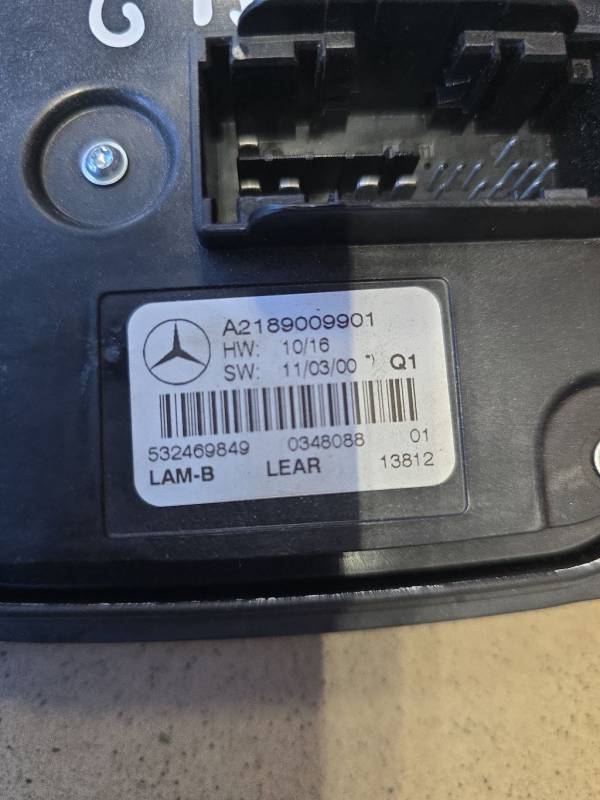 A2189009901
HW: 10/16
SW: 11/03/00 *) Q1
532469849 0348088 01
LAM-B LEAR 13812